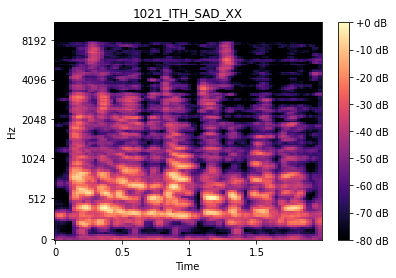 1021_ITH_SAD_XX
+0 dB
8192
-10 dB
4096
-20 dB
-30 dB
2048
Hz
-40 dB
1024
-50 dB
512
-60 dB
-70 dB
0
-80 dB
0
0.5
1
1.5
Time